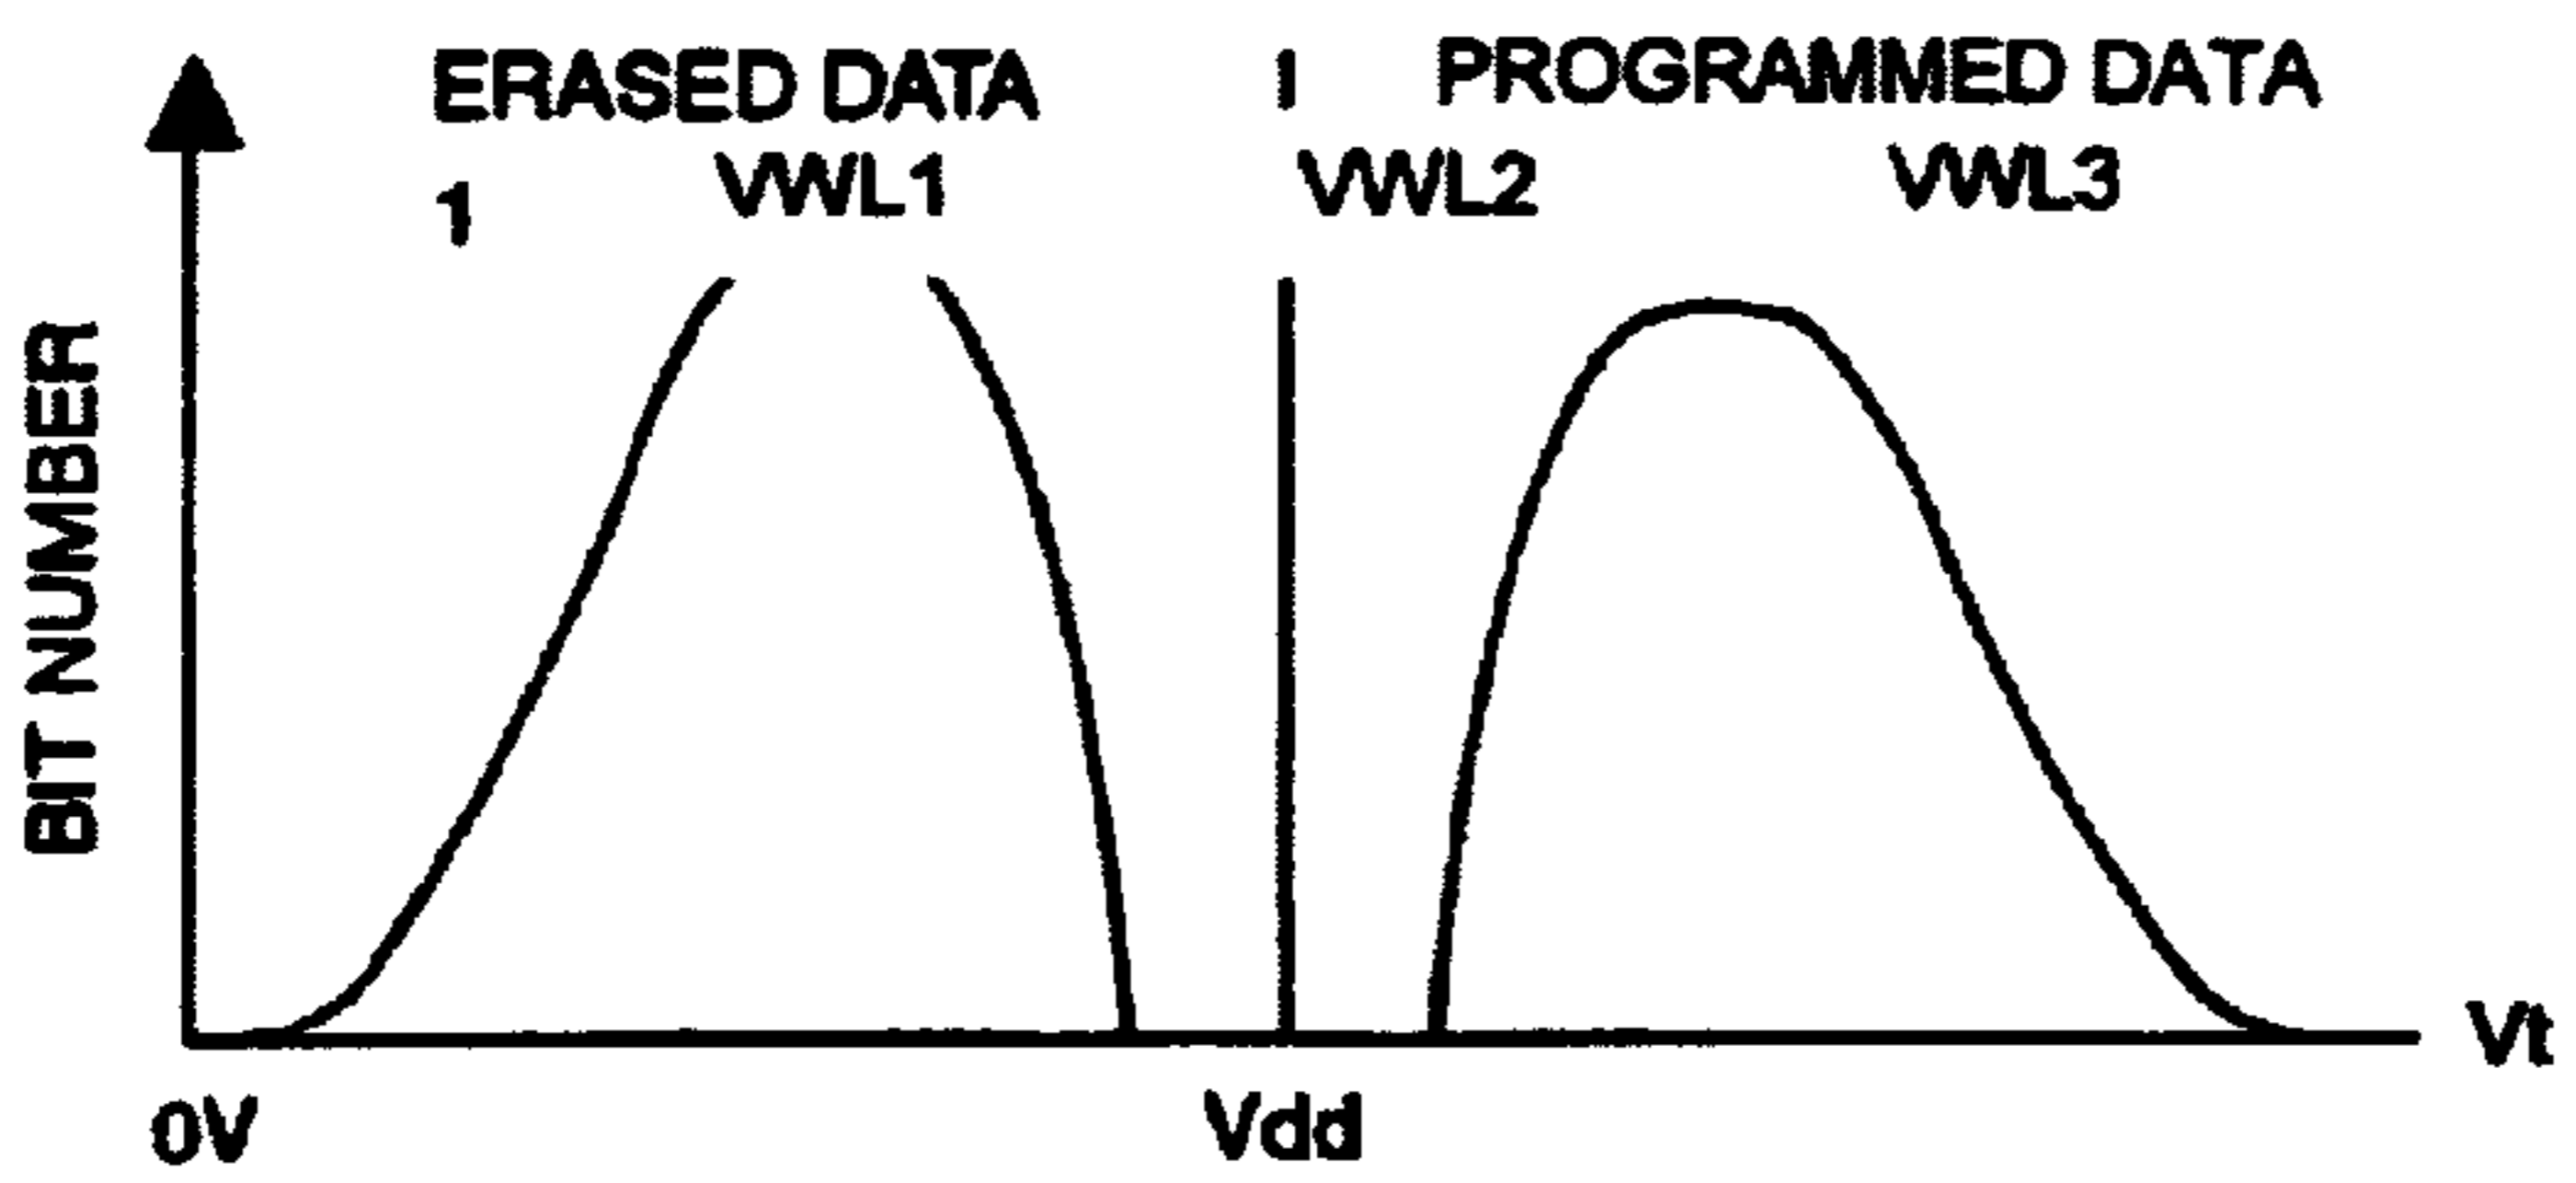 ERASED DATA | PROGRAMMED DATA
1 VWL1 VWL2 VWL3
BIT NUMBER
Vt
0V Vdd